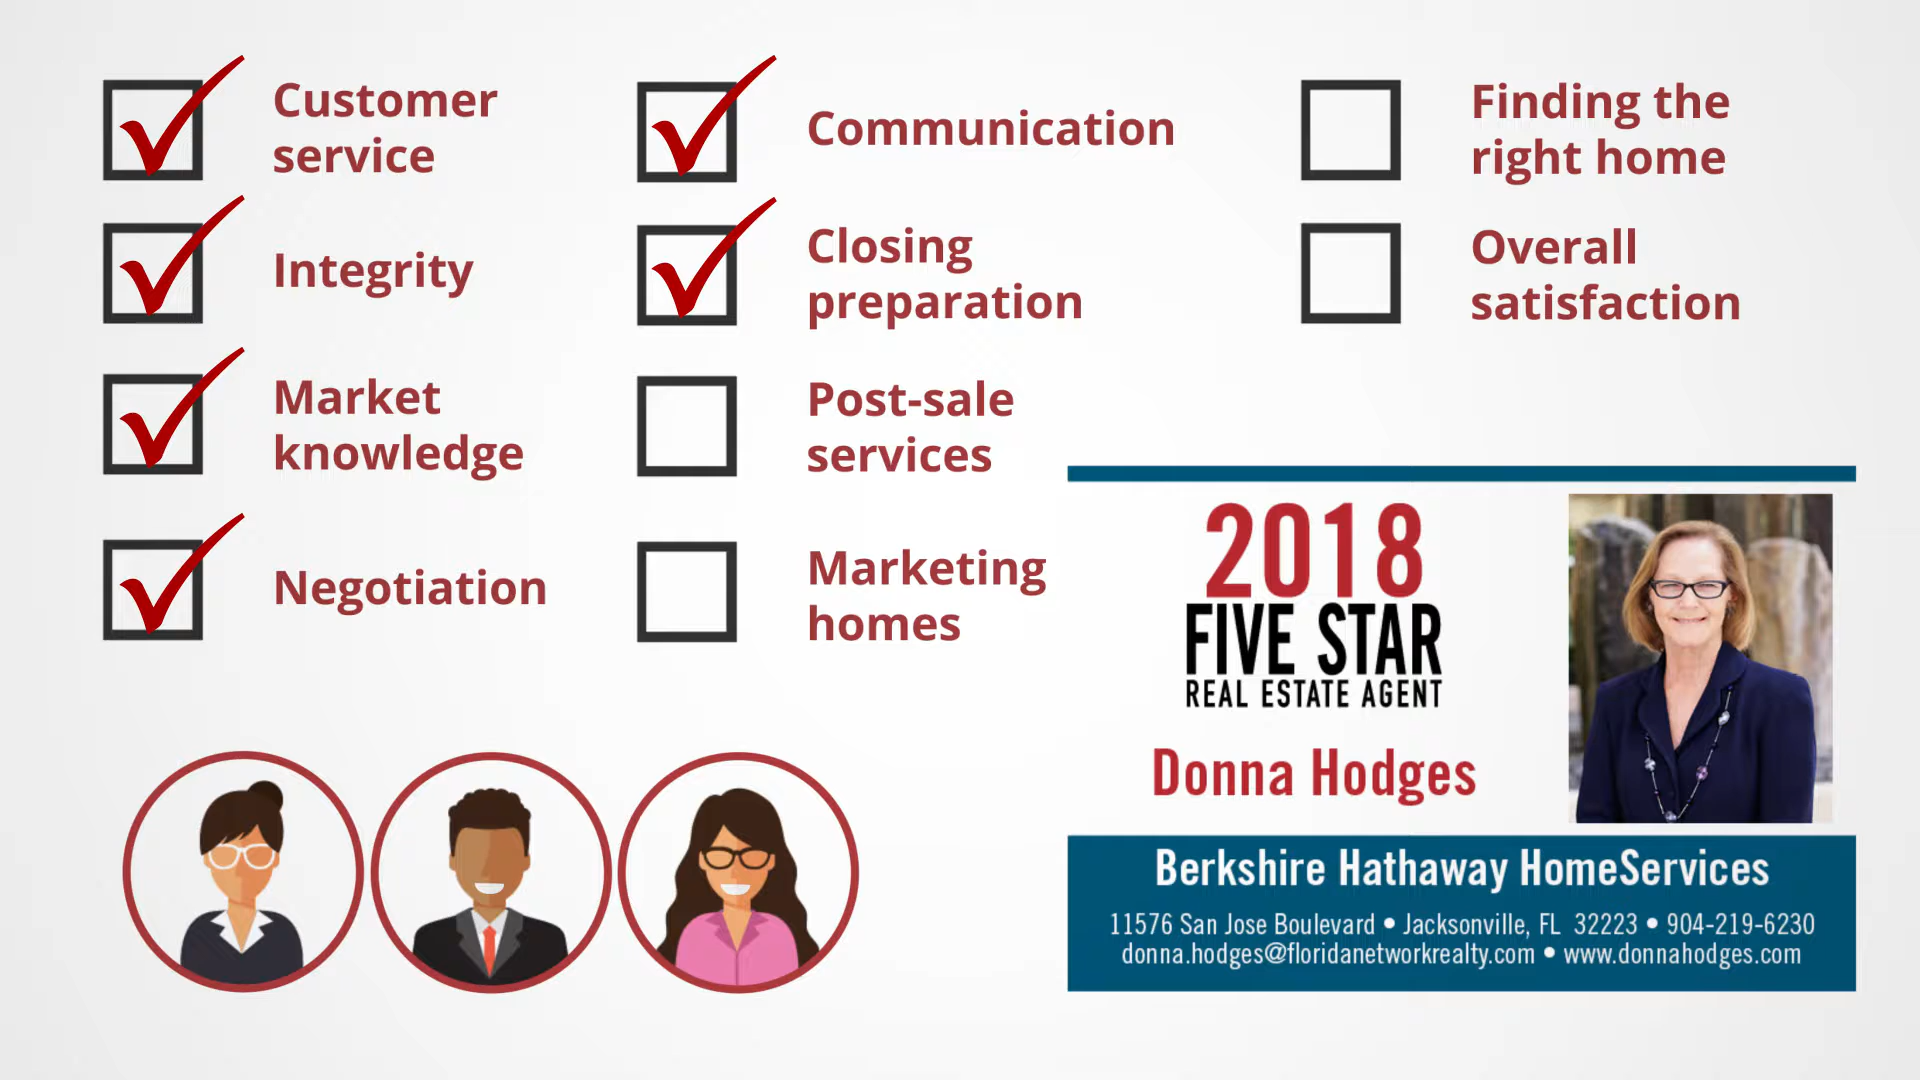 Customer
service
Integrity
Market
knowledge
Negotiation
Communication
Closing
preparation
Post-sale
services
Marketing
homes
Finding the
right home
Overall
satisfaction
2018
FIVE STAR
REAL ESTATE AGENT
Donna Hodges
Berkshire Hathaway HomeServices
11576 San Jose Boulevard • Jacksonville, FL 32223 • 904-219-6230
donna.hodges@floridanetworkrealty.com • www.donnahodges.com